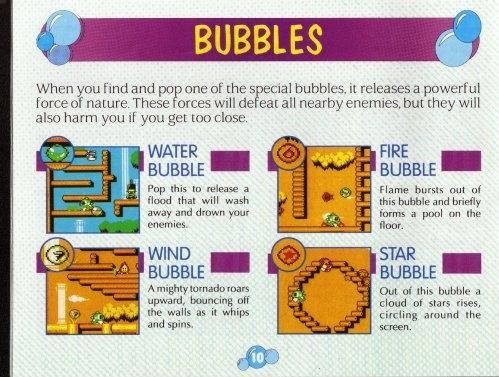 BUBBLES
When you find and pop one of the special bubbles, it releases a powerful
force of nature. These forces will defeat all nearby enemies, but they will
also harm you if you get too close.
WATER
BUBBLE
Pop this to release a
flood that will wash
away and drown your
enemies.
FIRE
BUBBLE
Flame bursts out of
this bubble and briefly
forms a pool on the
floor.
WIND
BUBBLE
A mighty tornado roars
upward, bouncing off
the walls as it whips
and spins.
STAR
BUBBLE
Out of this bubble a
cloud of stars rises,
circling around the
screen.
10